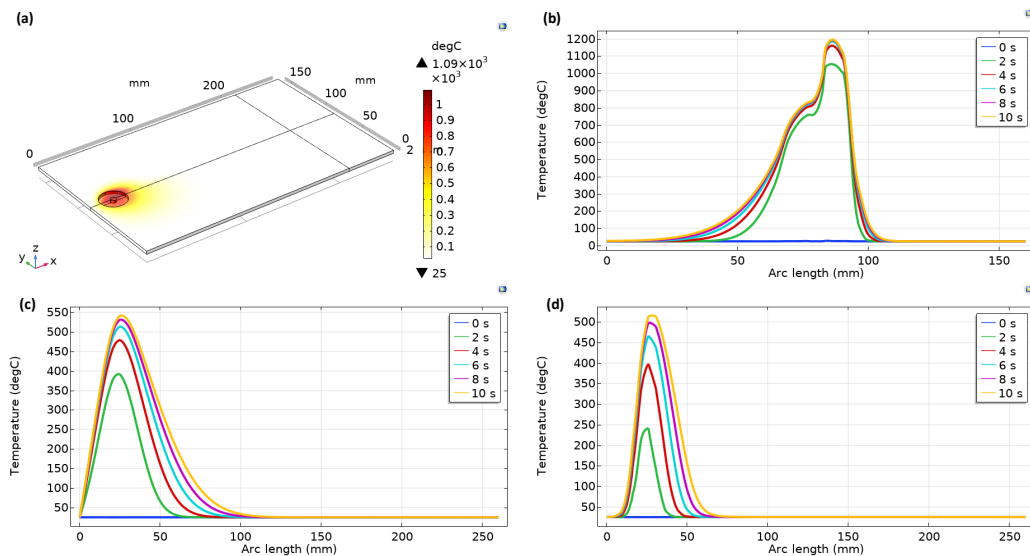 (a)
degC
1.09×10³
×10³
mm
150
mm
200
100
50
100
0
0
2
m
1
0.9
0.8
0.7
0.6
0.5
0.4
0.3
0.2
0.1
25
z
y
x
(b)
Temperature (degC)
1200
1100
1000
900
800
700
600
500
400
300
200
100
0
0 50 100 150
Arc length (mm)
0 s
2 s
4 s
6 s
8 s
10 s
(c)
Temperature (degC)
550
500
450
400
350
300
250
200
150
100
50
0 50 100 150 200 250
Arc length (mm)
0 s
2 s
4 s
6 s
8 s
10 s
(d)
Temperature (degC)
500
450
400
350
300
250
200
150
100
50
0 50 100 150 200 250
Arc length (mm)
0 s
2 s
4 s
6 s
8 s
10 s